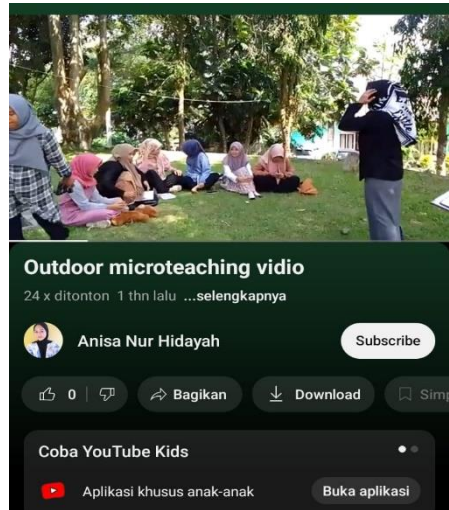 Outdoor microteaching vidio
24 x ditonton 1 thn lalu ...selengkapnya
Anisa Nur Hidayah
Subscribe
0
Bagikan
Download
Simp
Coba YouTube Kids
Aplikasi khusus anak-anak
Buka aplikasi